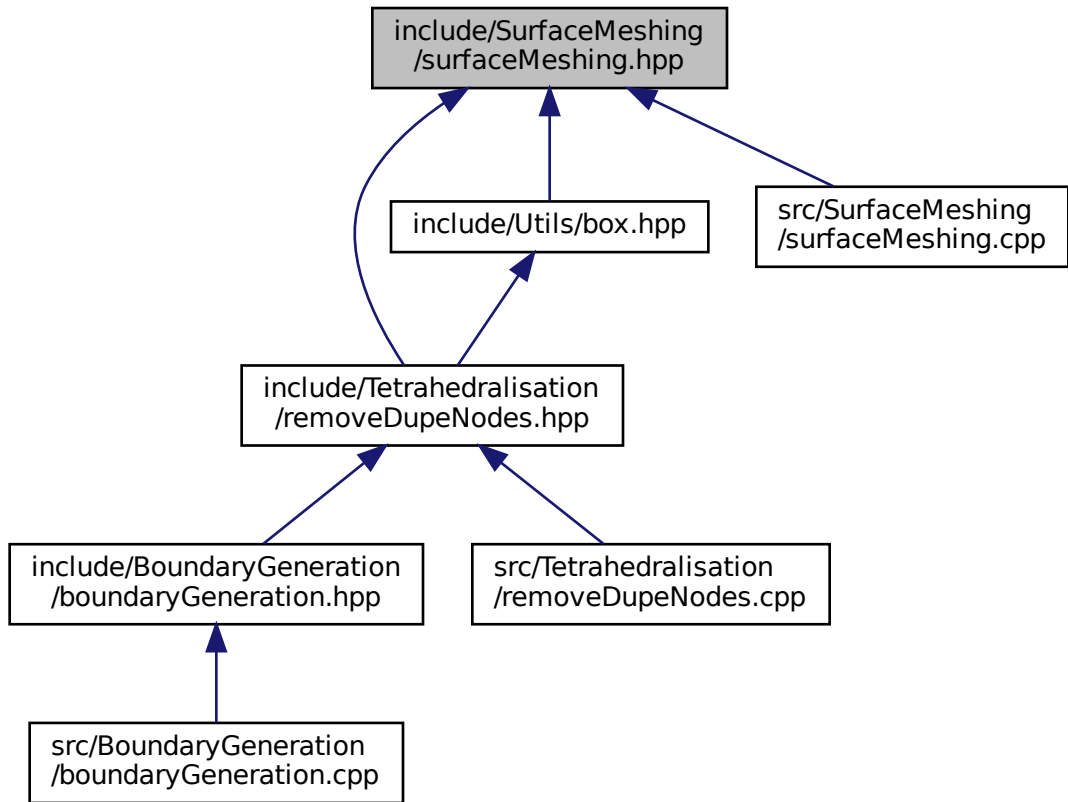 include/SurfaceMeshing
/surfaceMeshing.hpp
include/Utils/box.hpp
src/SurfaceMeshing
/surfaceMeshing.cpp
include/Tetrahedralisation
/removeDupeNodes.hpp
include/BoundaryGeneration
/boundaryGeneration.hpp
src/Tetrahedralisation
/removeDupeNodes.cpp
src/BoundaryGeneration
/boundaryGeneration.cpp